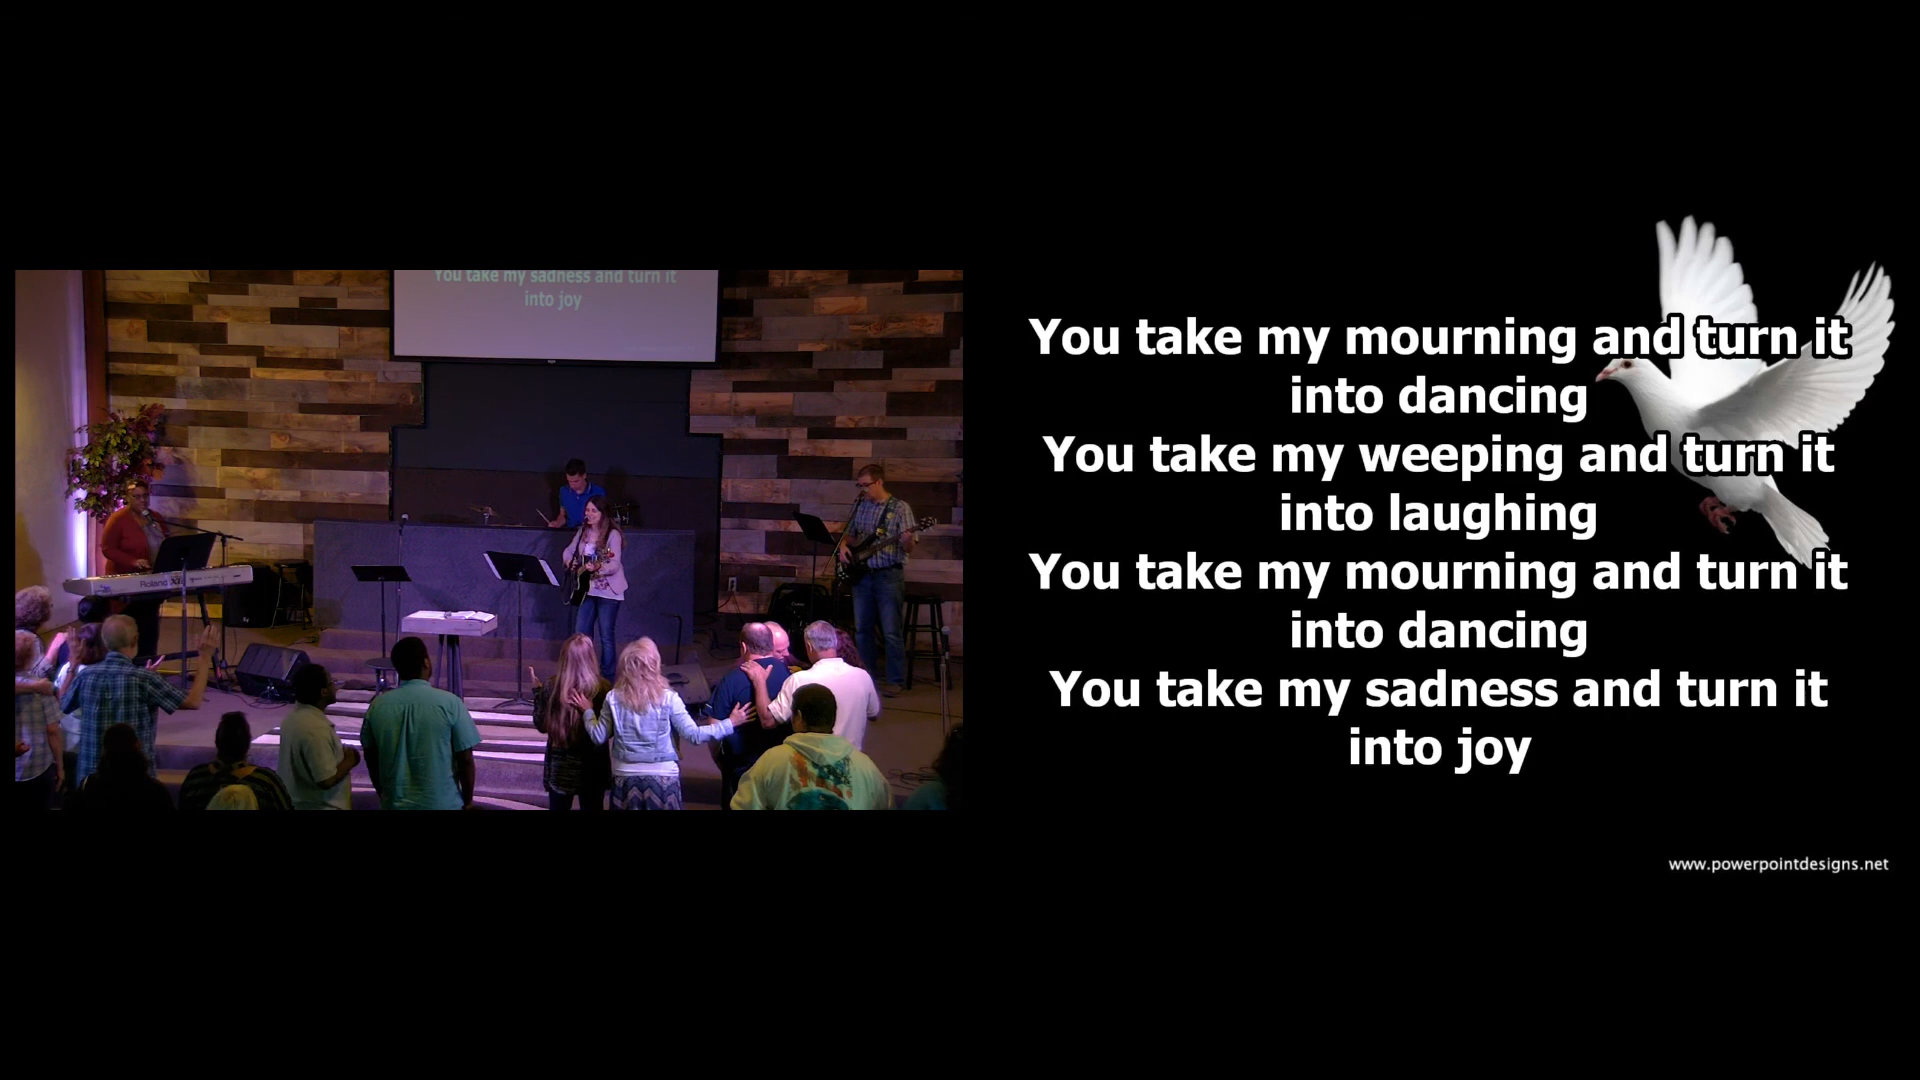 You take my sadness and turn it
into joy
Roland
You take my mourning and turn it
into dancing
You take my weeping and turn it
into laughing
You take my mourning and turn it
into dancing
You take my sadness and turn it
into joy
www.powerpointdesigns.net